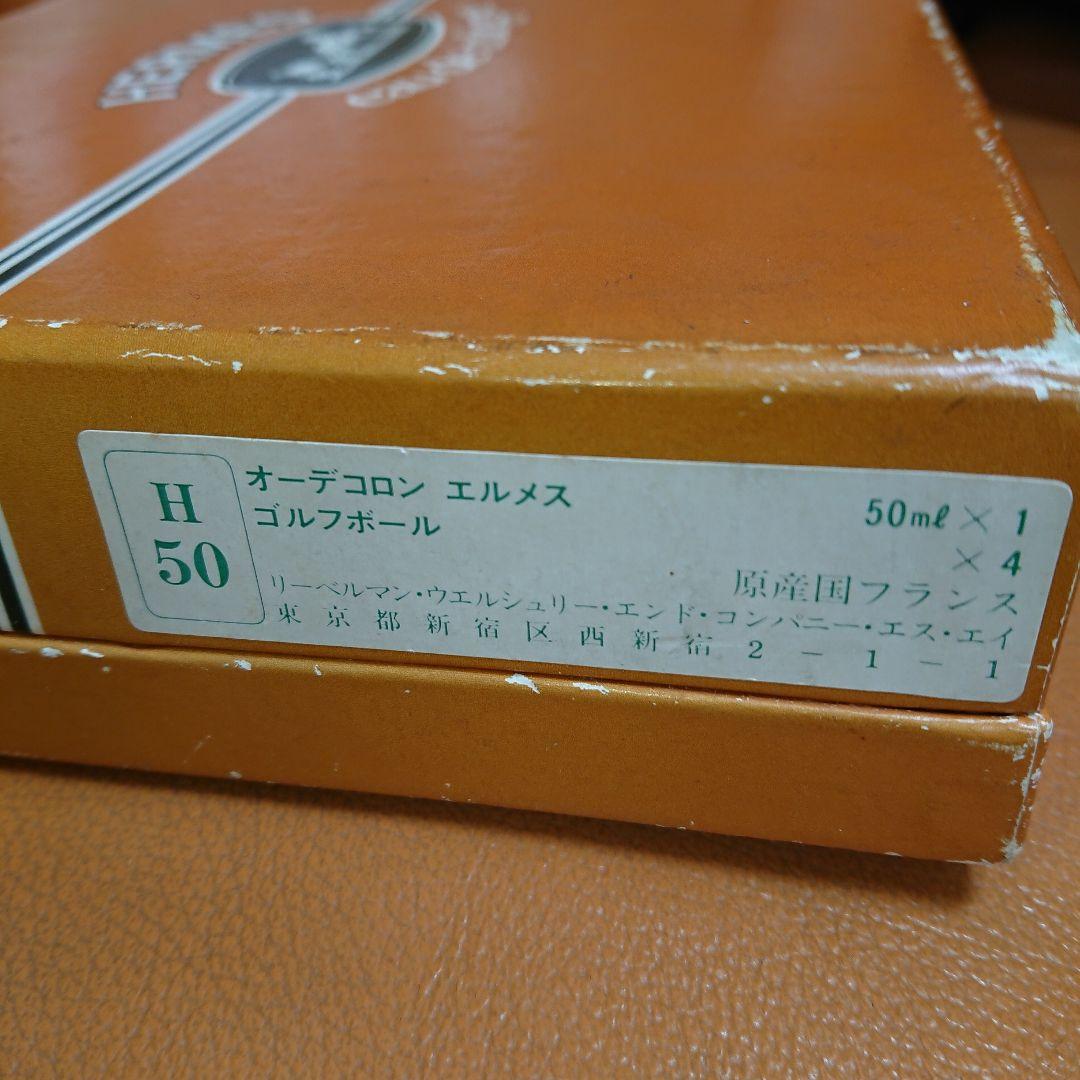 HERMÈS
H
50
オーデコロン エルメス 50mℓ × 1
ゴルフボール × 4
原産国フランス
リーベルマン・ウエルシュリー・エンド・コンパニー・エス・エイ
東京都新宿区西新宿2-1-1